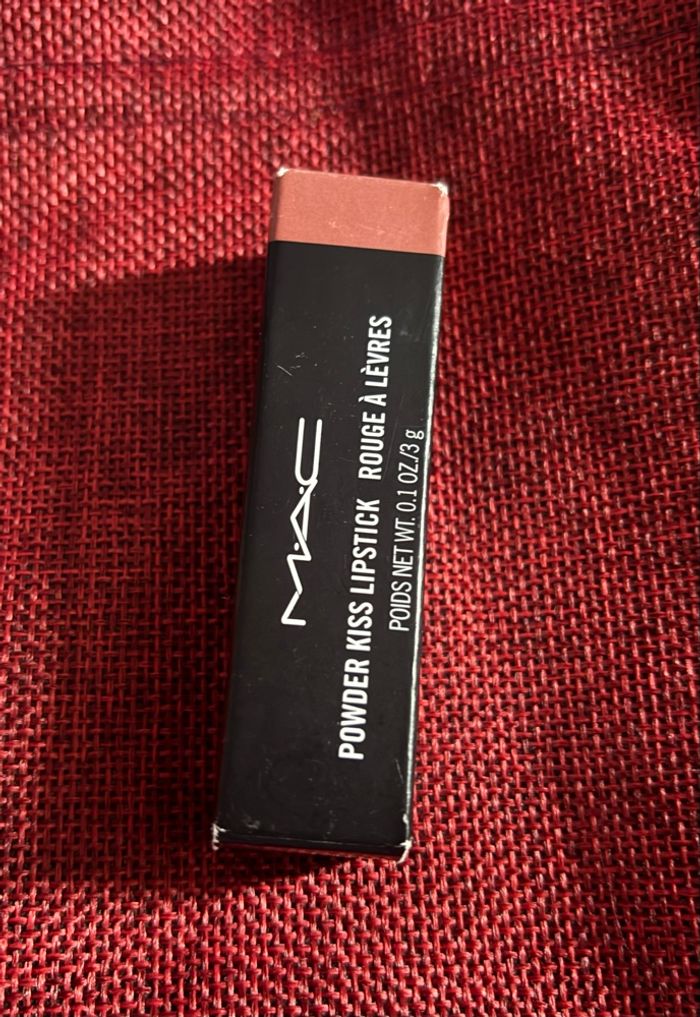 M·A·C
POWDER KISS LIPSTICK ROUGE À LÈVRES
POIDS NET WT. 0.1 OZ./3 g